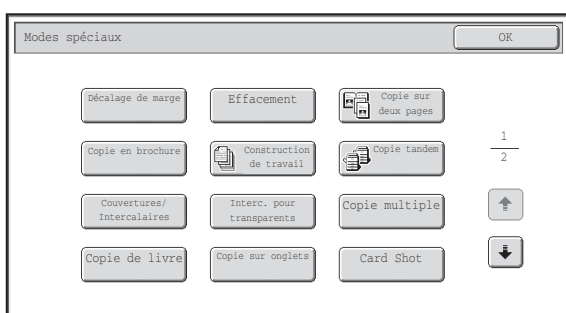 Modes spéciaux
OK
Décalage de marge
Effacement
Copie sur
deux pages
Copie en brochure
Construction
de travail
Copie tandem
1
2
Couvertures/
Intercalaires
Interc. pour
transparents
Copie multiple
Copie de livre
Copie sur onglets
Card Shot